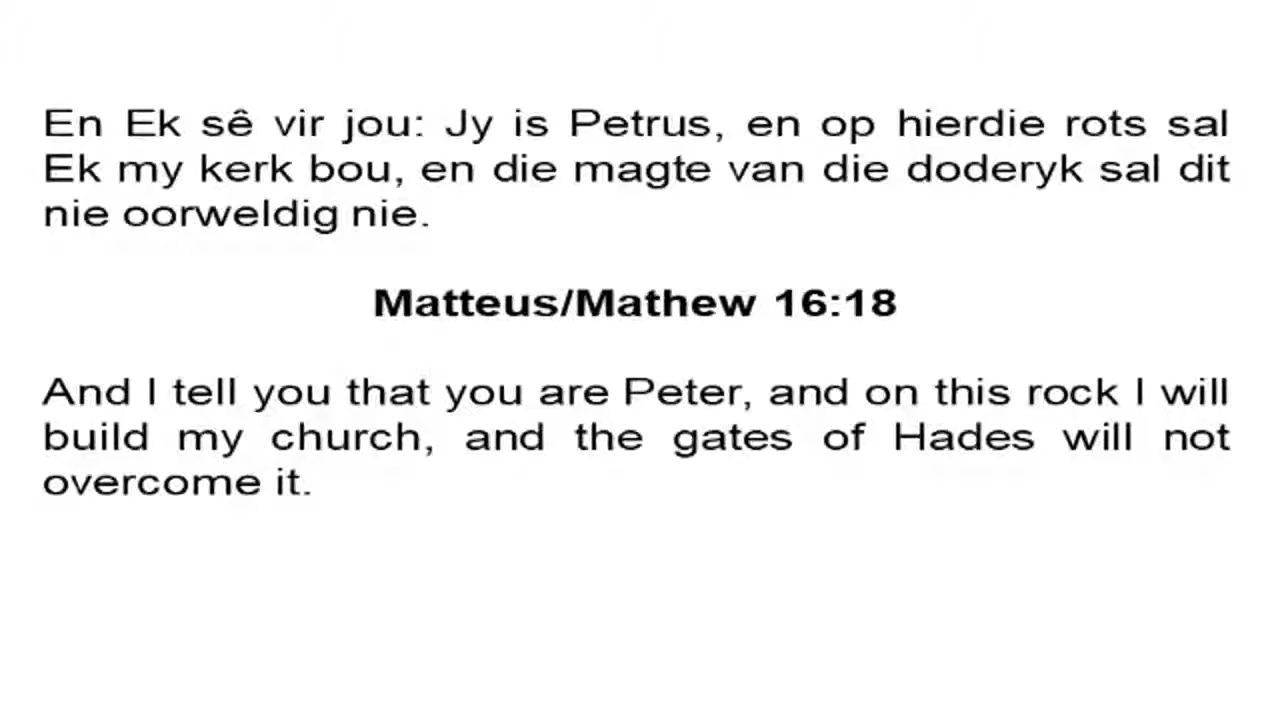 En Ek sê vir jou: Jy is Petrus, en op hierdie rots sal
Ek my kerk bou, en die magte van die doderyk sal dit
nie oorweldig nie.
Matteus/Mathew 16:18
And I tell you that you are Peter, and on this rock I will
build my church, and the gates of Hades will not
overcome it.